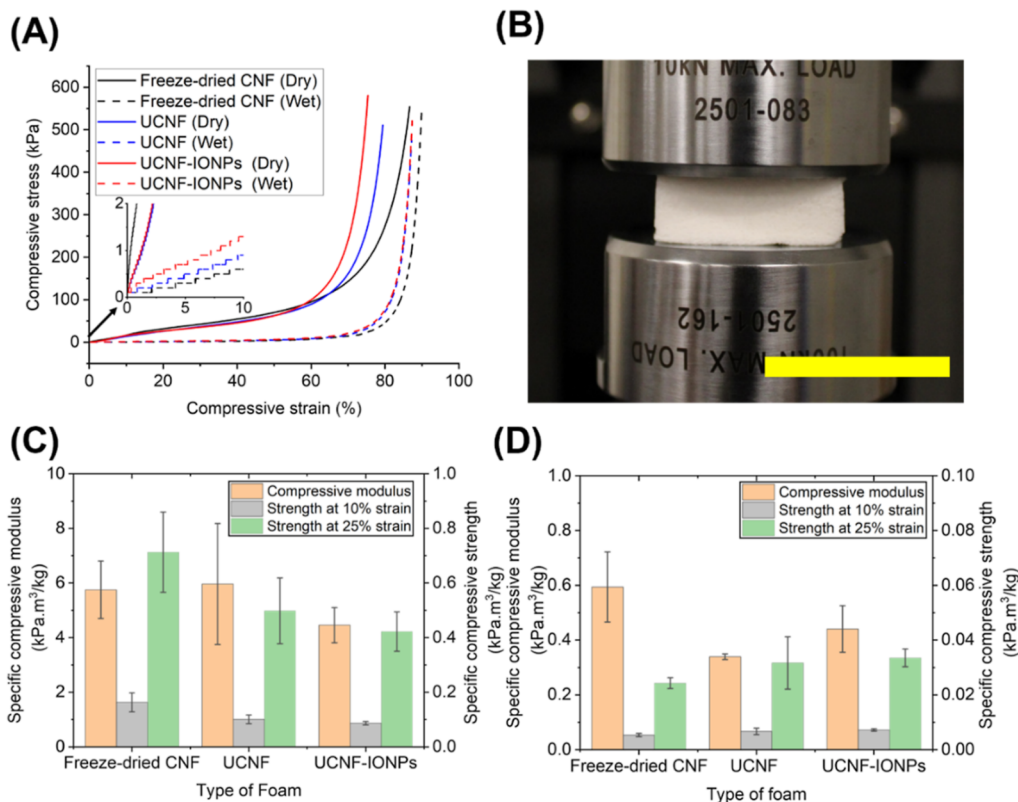 (A)
Freeze-dried CNF (Dry)
Freeze-dried CNF (Wet)
UCNF (Dry)
UCNF (Wet)
UCNF-IONPs (Dry)
UCNF-IONPs (Wet)
Compressive stress (kPa)
600
500
400
300
200
100
0
2
1
0 5 10
0 20 40 60 80 100
Compressive strain (%)
(B)
10kN MAX. LOAD
2501-083
2501-162
MAX. LOAD
(C)
Specific compressive modulus
(kPa.m³/kg)
10
8
6
4
2
0
Compressive modulus
Strength at 10% strain
Strength at 25% strain
1.0
0.8
0.6
0.4
0.2
0.0
Specific compressive strength
(kPa.m³/kg)
Freeze-dried CNF UCNF UCNF-IONPs
Type of Foam
(D)
Specific compressive modulus
(kPa.m³/kg)
1.0
0.8
0.6
0.4
0.2
0.0
Compressive modulus
Strength at 10% strain
Strength at 25% strain
0.10
0.08
0.06
0.04
0.02
0.00
Specific compressive strength
(kPa.m³/kg)
Freeze-dried CNF UCNF UCNF-IONPs
Type of foam